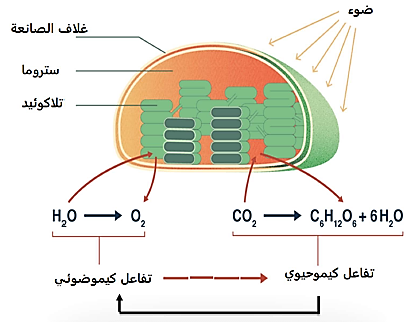 ضوء
غلاف الصانعة
ستروما
تلاكوئيد
H₂O → O₂
CO₂ → C₆H₁₂O₆ + 6H₂O
تفاعل كيموضوئي
تفاعل كيموحيوي